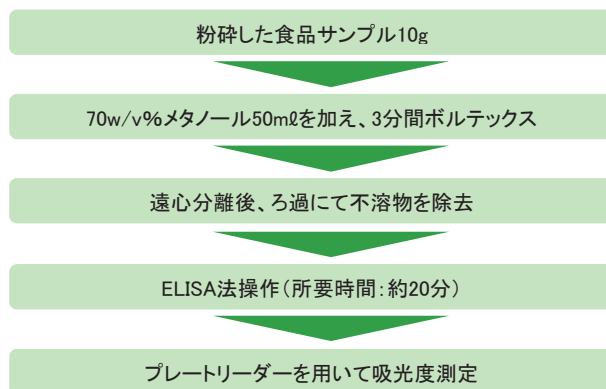 粉砕した食品サンプル10g
70w/v%メタノール50mℓを加え、3分間ボルテックス
遠心分離後、ろ過にて不溶物を除去
ELISA法操作（所要時間：約20分）
プレートリーダーを用いて吸光度測定